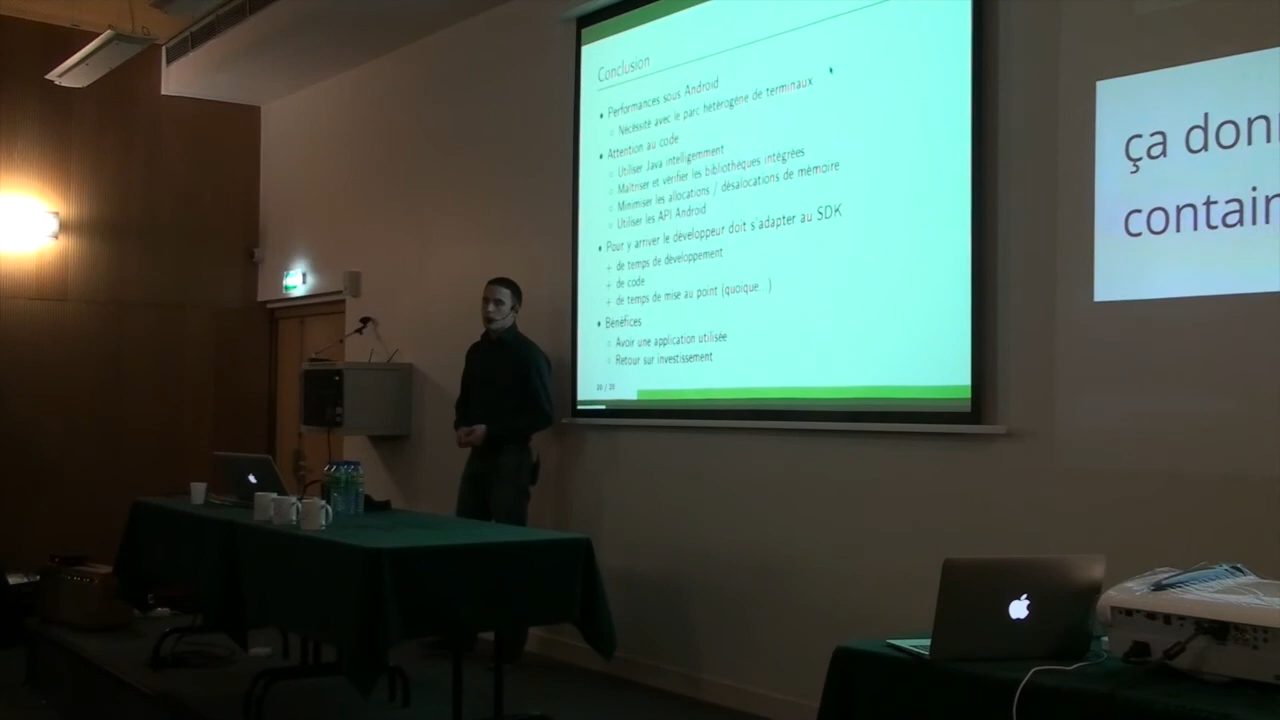 Conclusion
• Performances sous Android
◦ Nécessité avec le parc hétérogène de terminaux
• Attention au code
◦ Utiliser Java intelligemment
◦ Maîtriser et vérifier les bibliothèques intégrées
◦ Minimiser les allocations / désalocations de mémoire
◦ Utiliser les API Android
• Pour y arriver le développeur doit s'adapter au SDK
+ de temps de développement
+ de code
+ de temps de mise au point (quoique...)
• Bénéfices
◦ Avoir une application utilisée
◦ Retour sur investissement
ça don
contain